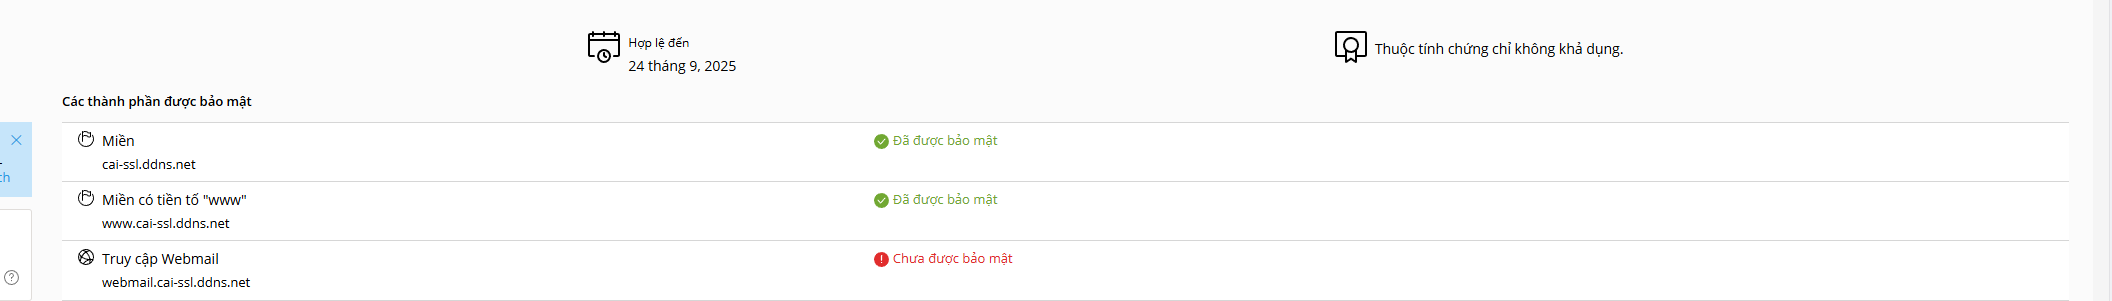 Hợp lệ đến
24 tháng 9, 2025
Thuộc tính chứng chỉ không khả dụng.
Các thành phần được bảo mật
Miền
cai-ssl.ddns.net
Đã được bảo mật
Miền có tiền tố "www"
www.cai-ssl.ddns.net
Đã được bảo mật
Truy cập Webmail
webmail.cai-ssl.ddns.net
Chưa được bảo mật